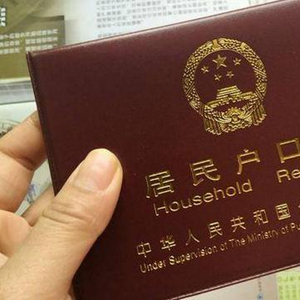 居民户口
Household Re
中华人民共和国
Under Supervision of The Ministry of Pu